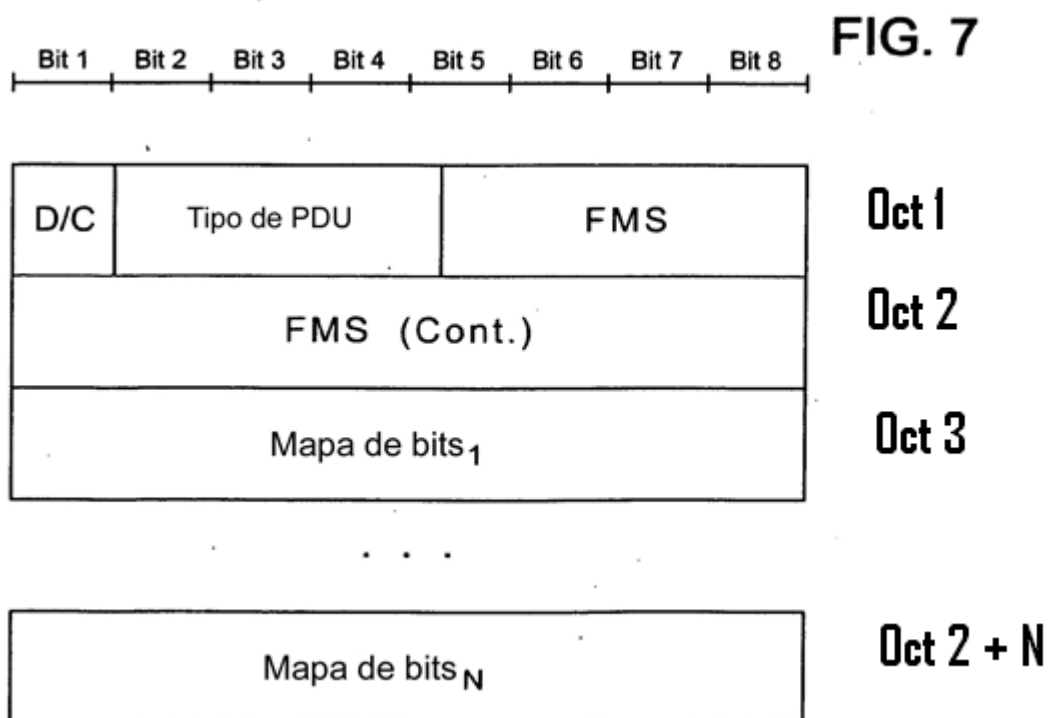 FIG. 7
Bit 1 Bit 2 Bit 3 Bit 4 Bit 5 Bit 6 Bit 7 Bit 8
D/C Tipo de PDU FMS Oct 1
FMS (Cont.) Oct 2
Mapa de bits1 Oct 3
. . .
Mapa de bitsN Oct 2 + N